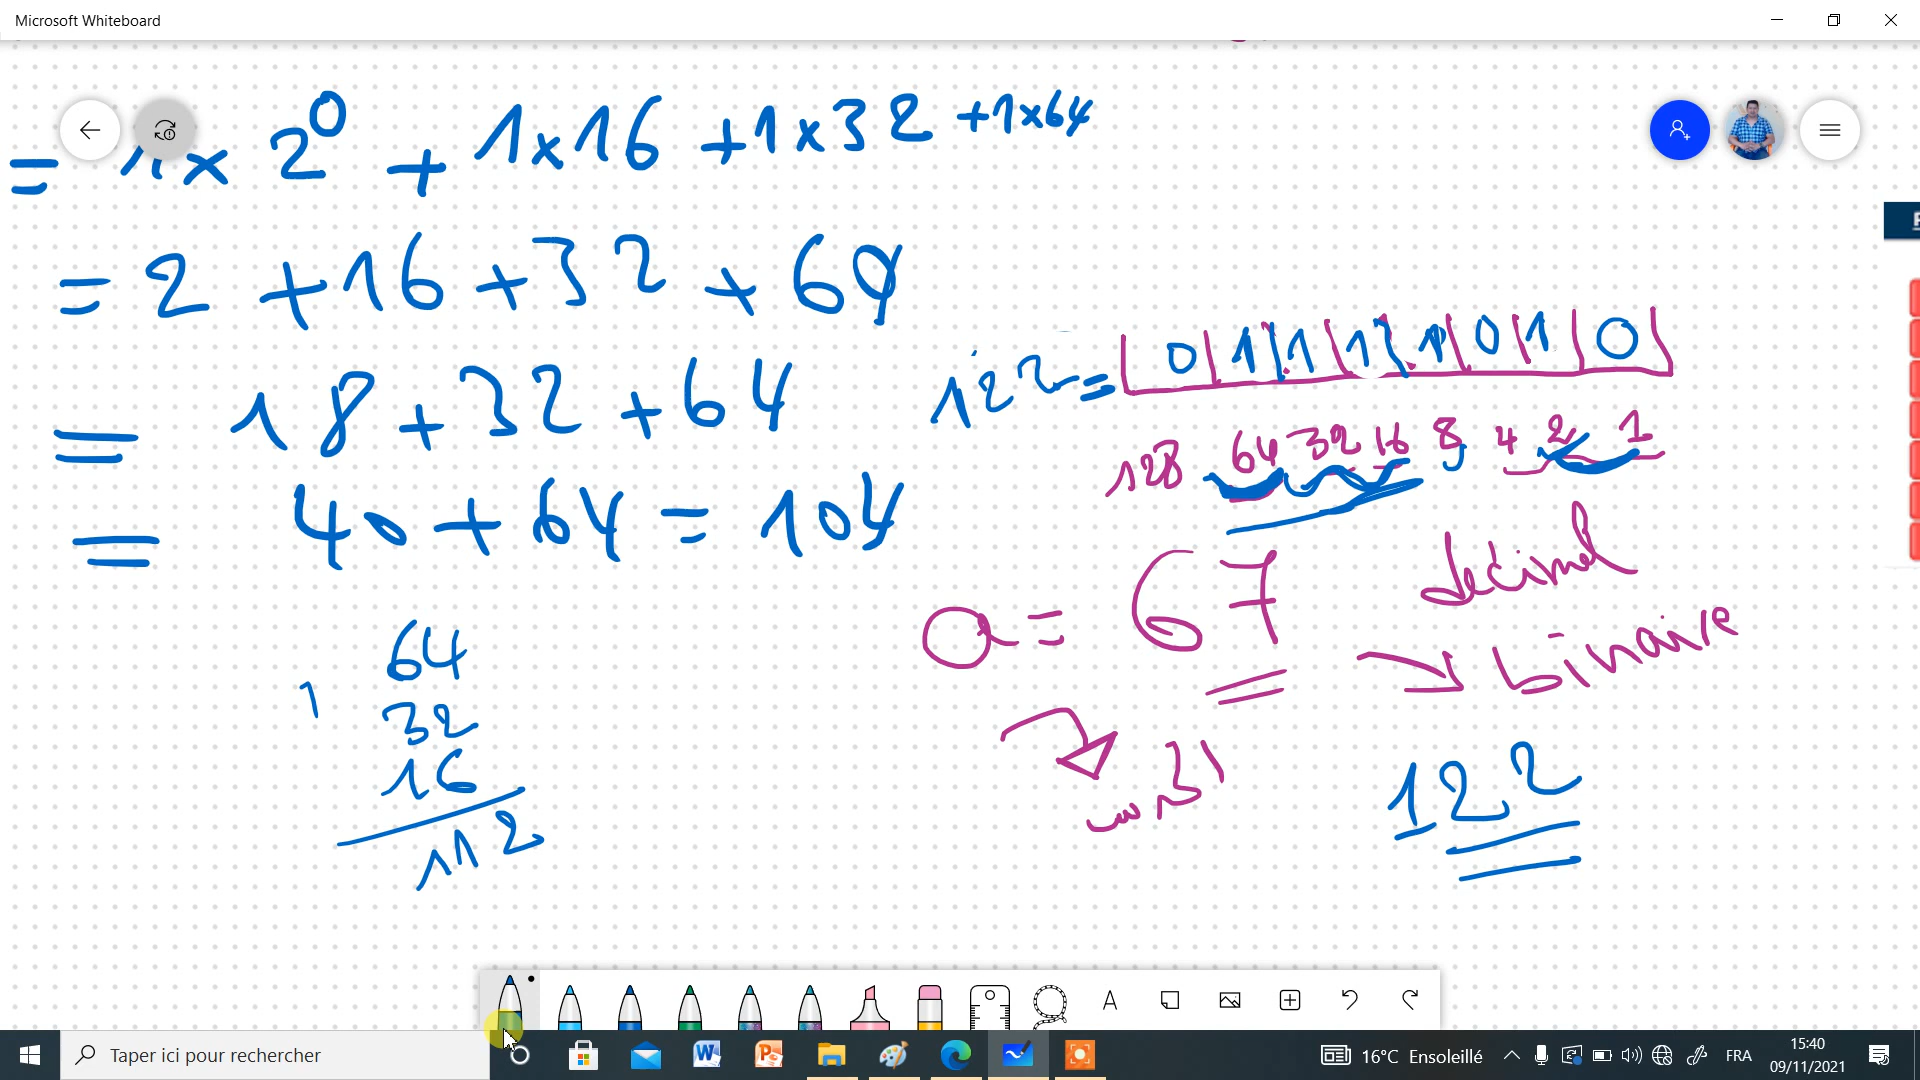 Microsoft Whiteboard
= 1 x 2⁰ + 1x16 + 1x32 +1x64
= 2 +16 +32 + 64
= 18 +32 +64
= 40 + 64 = 104
122 = 0 1 1 1 1 0 1 0
128 64 32 16 8 4 2 1
a = 67
décimal
→ binaire
122
64
1
32
16
112
Taper ici pour rechercher
16°C Ensoleillé
FRA
15:40
09/11/2021